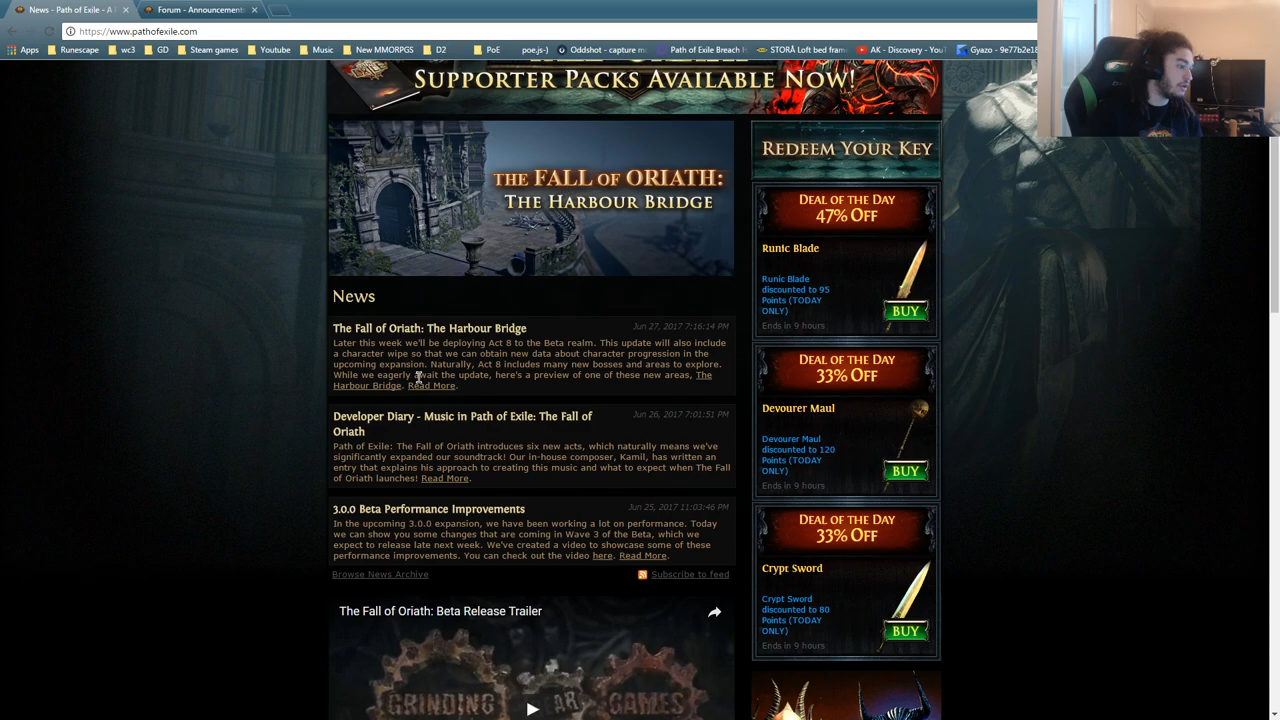 News - Path of Exile - A
Forum - Announcement
https://www.pathofexile.com
Apps
Runescape
wc3
GD
Steam games
Youtube
Music
New MMORPGS
D2
PoE
poe.js-)
Oddshot - capture m
Path of Exile Breach H
STORÅ Loft bed fram
AK - Discovery - You
Gyazo - 9e77b2e18
SUPPORTER PACKS AVAILABLE NOW!
THE FALL OF ORIATH:
THE HARBOUR BRIDGE
REDEEM YOUR KEY
News
The Fall of Oriath: The Harbour Bridge
Jun 27, 2017 7:16:14 PM
Later this week we'll be deploying Act 8 to the Beta realm. This update will also include
a character wipe so that we can obtain new data about character progression in the
upcoming expansion. Naturally, Act 8 includes many new bosses and areas to explore.
While we eagerly await the update, here's a preview of one of these new areas, The
Harbour Bridge. Read More.
Developer Diary - Music in Path of Exile: The Fall of
Oriath
Jun 26, 2017 7:01:51 PM
Path of Exile: The Fall of Oriath introduces six new acts, which naturally means we've
significantly expanded our soundtrack! Our in-house composer, Kamil, has written an
entry that explains his approach to creating this music and what to expect when The Fall
of Oriath launches! Read More.
3.0.0 Beta Performance Improvements
Jun 25, 2017 11:03:46 PM
In the upcoming 3.0.0 expansion, we have been working a lot on performance. Today
we can show you some changes that are coming in Wave 3 of the Beta, which we
expect to release late next week. We've created a video to showcase some of these
performance improvements. You can check out the video here. Read More.
Browse News Archive
Subscribe to feed
The Fall of Oriath: Beta Release Trailer
GRINDING GEAR GAMES
DEAL OF THE DAY
47% OFF
Runic Blade
Runic Blade
discounted to 95
Points (TODAY
ONLY)
BUY
Ends in 9 hours
DEAL OF THE DAY
33% OFF
Devourer Maul
Devourer Maul
discounted to 120
Points (TODAY
ONLY)
BUY
Ends in 9 hours
DEAL OF THE DAY
33% OFF
Crypt Sword
Crypt Sword
discounted to 80
Points (TODAY
ONLY)
BUY
Ends in 9 hours